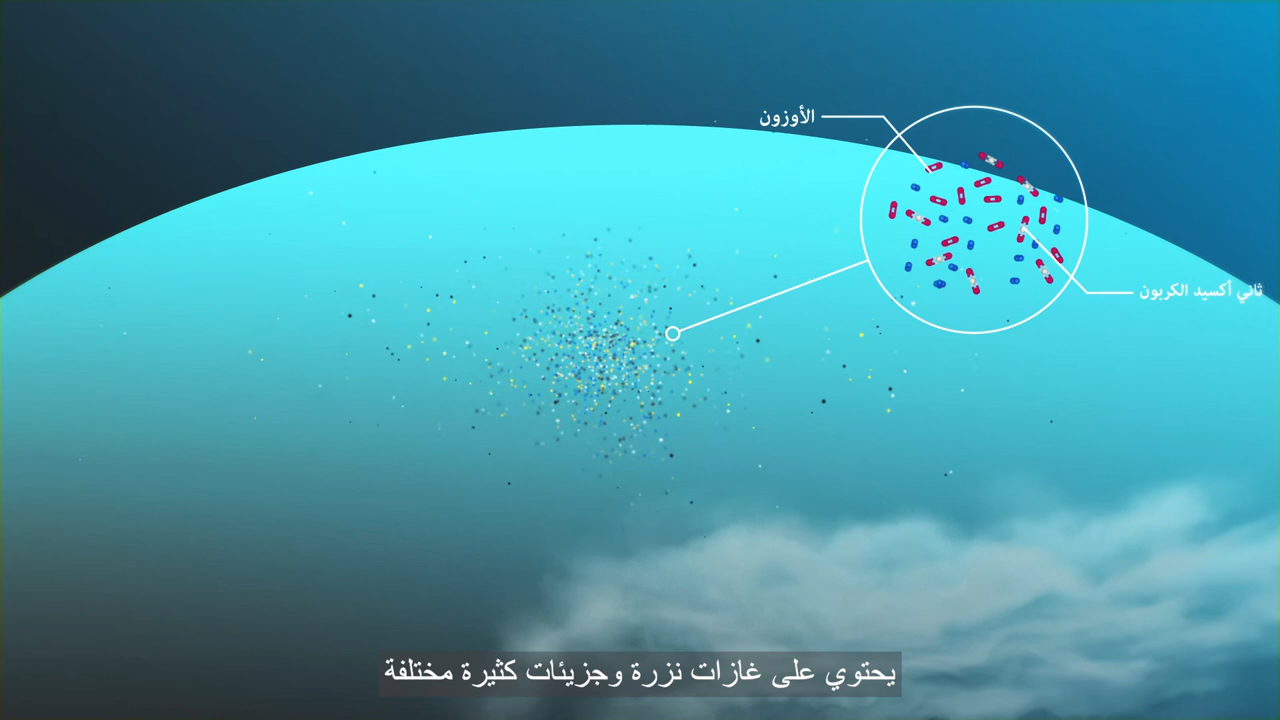 الأوزون
ثاني أكسيد الكربون
يحتوي على غازات نزرة وجزيئات كثيرة مختلفة